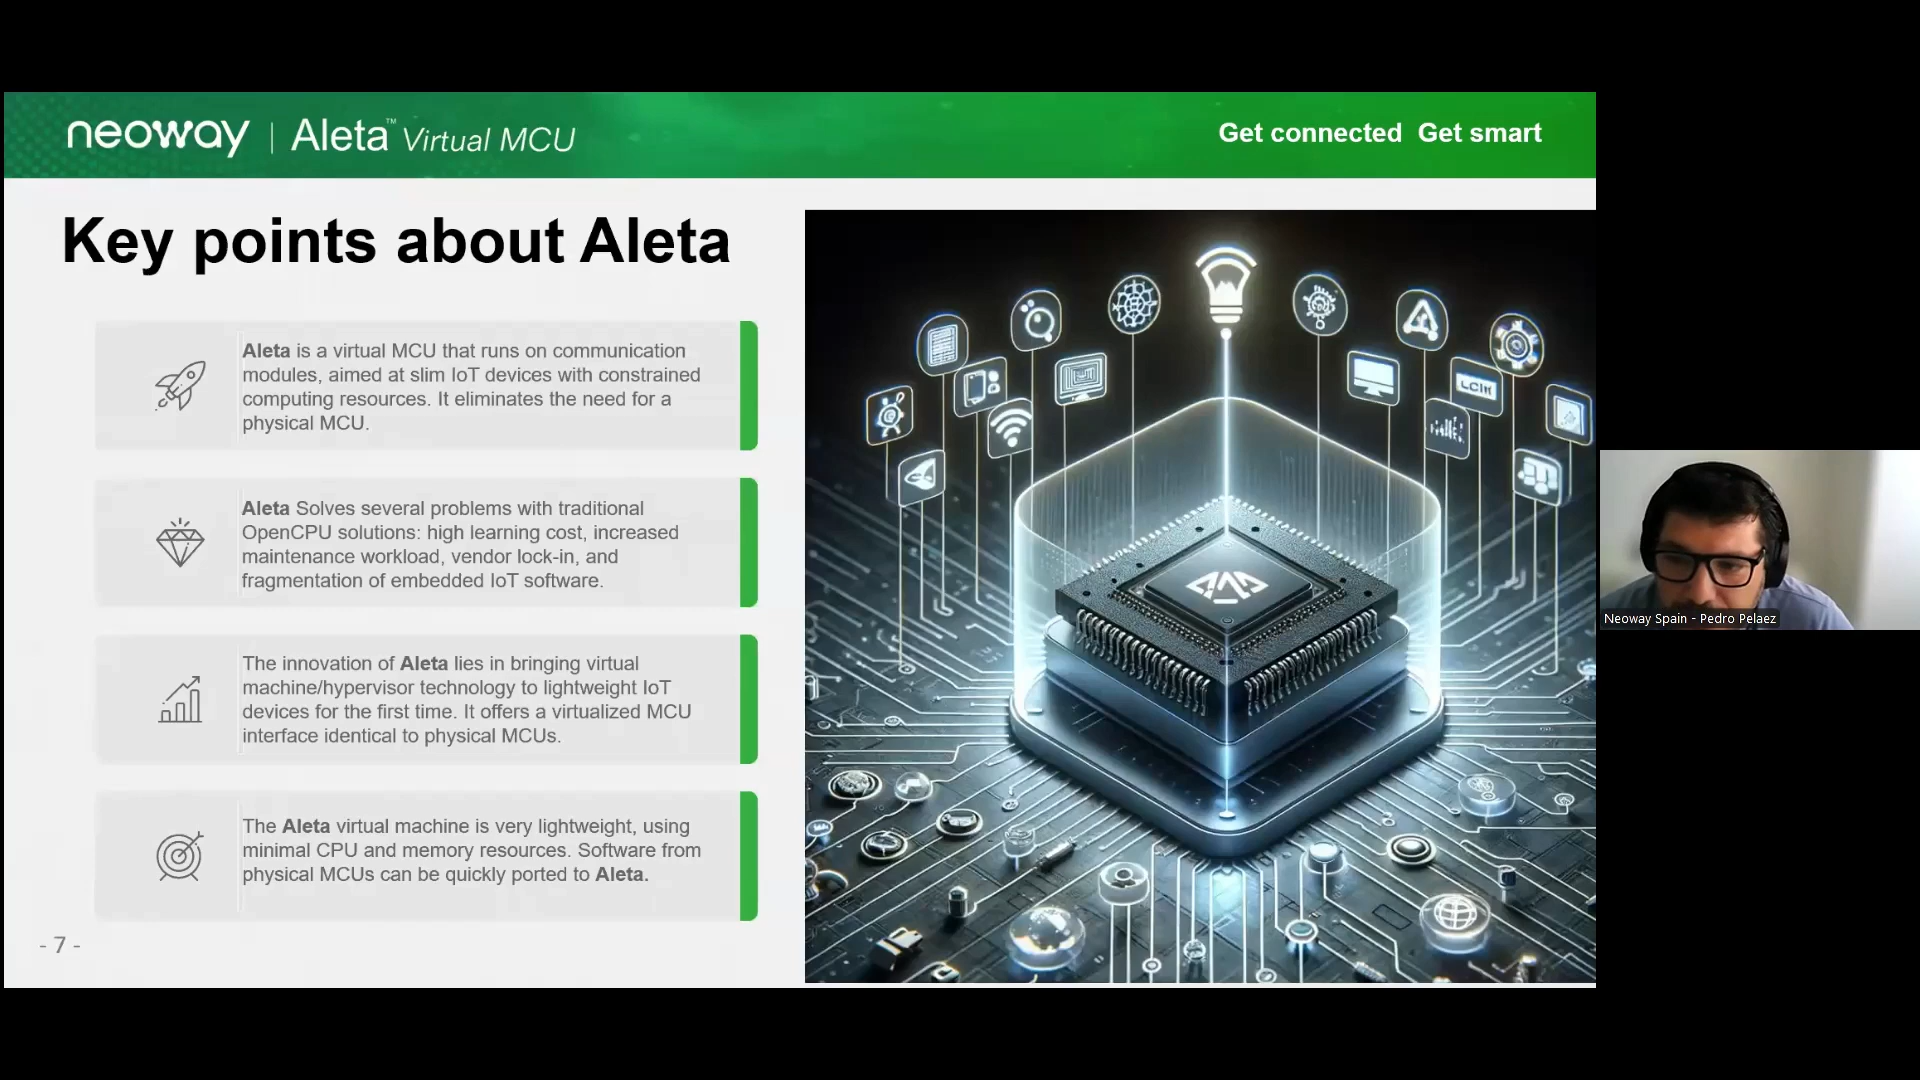 neoway | Aleta™ Virtual MCU
Get connected Get smart
Key points about Aleta
Aleta is a virtual MCU that runs on communication
modules, aimed at slim IoT devices with constrained
computing resources. It eliminates the need for a
physical MCU.
Aleta Solves several problems with traditional
OpenCPU solutions: high learning cost, increased
maintenance workload, vendor lock-in, and
fragmentation of embedded IoT software.
The innovation of Aleta lies in bringing virtual
machine/hypervisor technology to lightweight IoT
devices for the first time. It offers a virtualized MCU
interface identical to physical MCUs.
The Aleta virtual machine is very lightweight, using
minimal CPU and memory resources. Software from
physical MCUs can be quickly ported to Aleta.
- 7 -
Neoway Spain - Pedro Pelaez